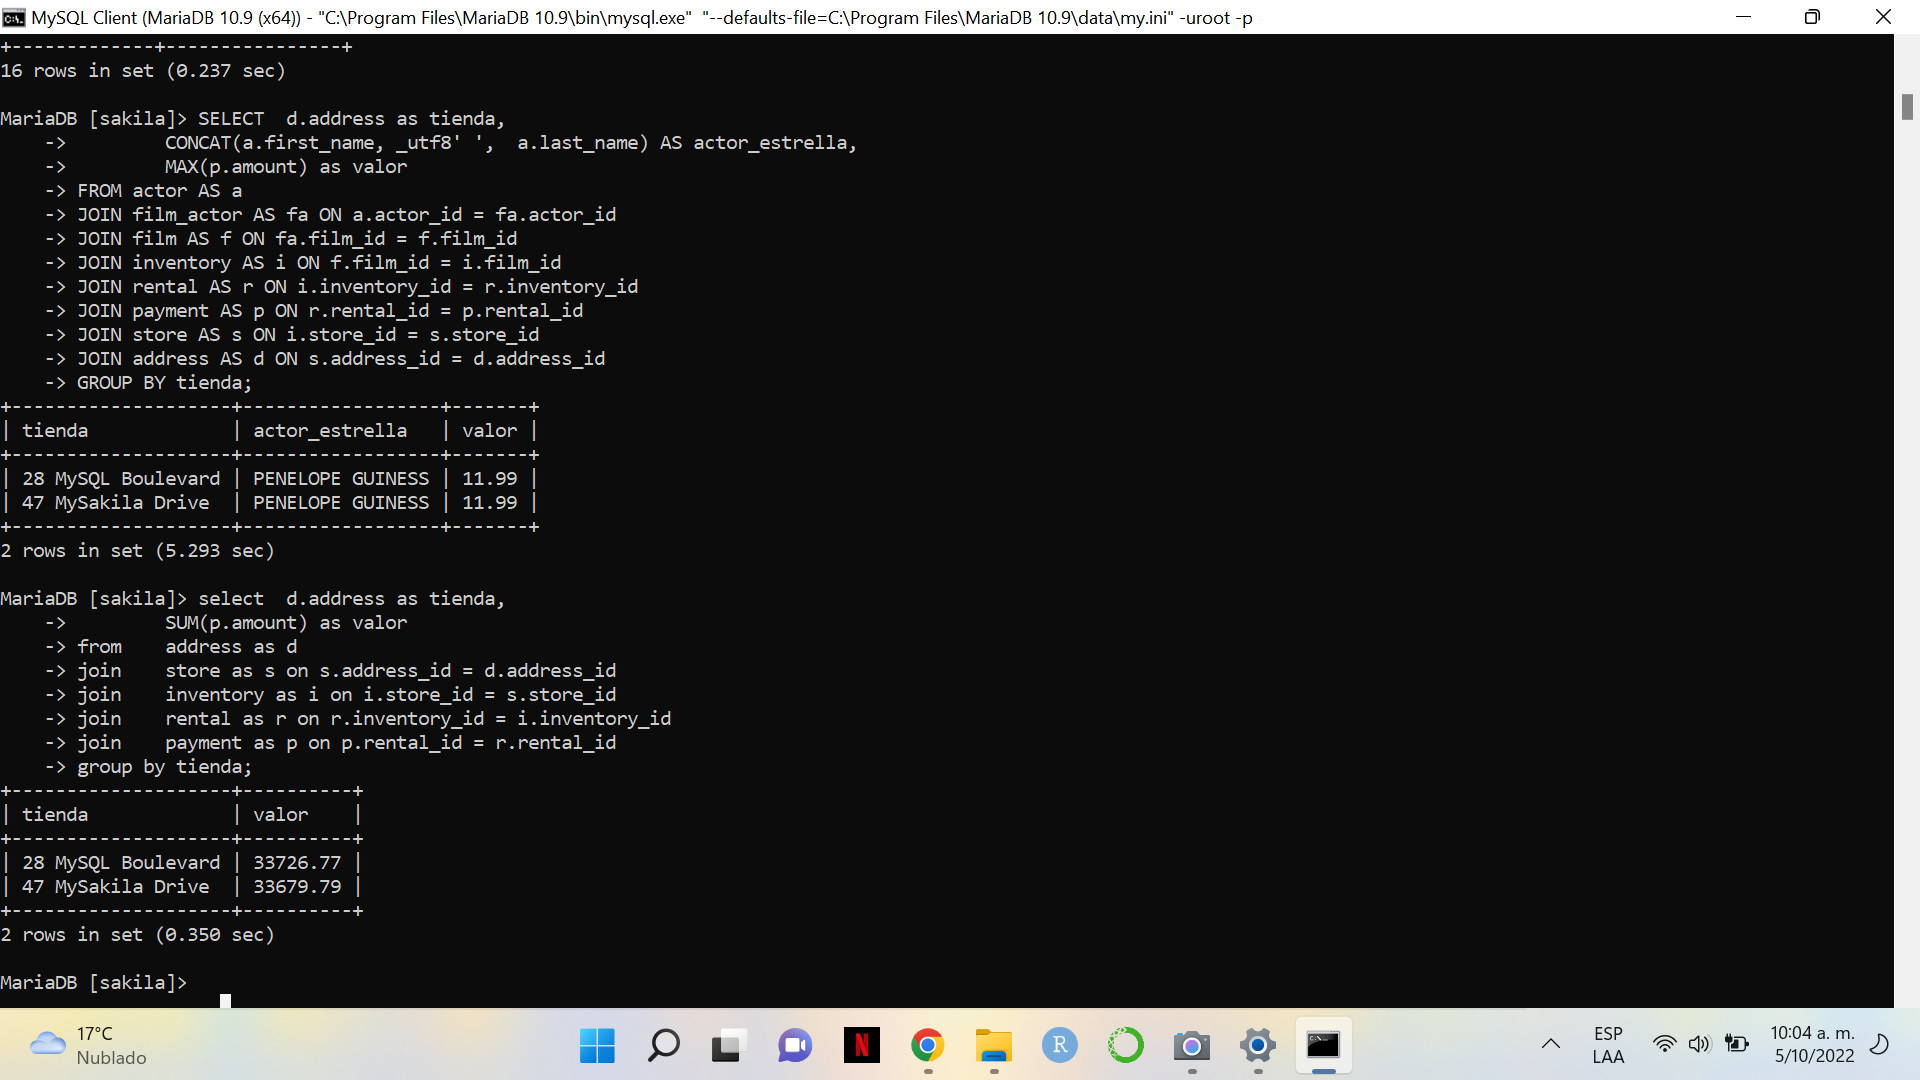 MySQL Client (MariaDB 10.9 (x64)) - "C:\Program Files\MariaDB 10.9\bin\mysql.exe"  "--defaults-file=C:\Program Files\MariaDB 10.9\data\my.ini" -uroot -p
+-------------+----------------+
16 rows in set (0.237 sec)

MariaDB [sakila]> SELECT  d.address as tienda,
    ->         CONCAT(a.first_name, _utf8' ',  a.last_name) AS actor_estrella,
    ->         MAX(p.amount) as valor
    -> FROM actor AS a
    -> JOIN film_actor AS fa ON a.actor_id = fa.actor_id
    -> JOIN film AS f ON fa.film_id = f.film_id
    -> JOIN inventory AS i ON f.film_id = i.film_id
    -> JOIN rental AS r ON i.inventory_id = r.inventory_id
    -> JOIN payment AS p ON r.rental_id = p.rental_id
    -> JOIN store AS s ON i.store_id = s.store_id
    -> JOIN address AS d ON s.address_id = d.address_id
    -> GROUP BY tienda;
+--------------------+------------------+-------+
| tienda             | actor_estrella   | valor |
+--------------------+------------------+-------+
| 28 MySQL Boulevard | PENELOPE GUINESS | 11.99 |
| 47 MySakila Drive  | PENELOPE GUINESS | 11.99 |
+--------------------+------------------+-------+
2 rows in set (5.293 sec)

MariaDB [sakila]> select  d.address as tienda,
    ->         SUM(p.amount) as valor
    -> from    address as d
    -> join    store as s on s.address_id = d.address_id
    -> join    inventory as i on i.store_id = s.store_id
    -> join    rental as r on r.inventory_id = i.inventory_id
    -> join    payment as p on p.rental_id = r.rental_id
    -> group by tienda;
+--------------------+----------+
| tienda             | valor    |
+--------------------+----------+
| 28 MySQL Boulevard | 33726.77 |
| 47 MySakila Drive  | 33679.79 |
+--------------------+----------+
2 rows in set (0.350 sec)

MariaDB [sakila]>
17°C
Nublado
N
R
ESP
LAA
10:04 a. m.
5/10/2022